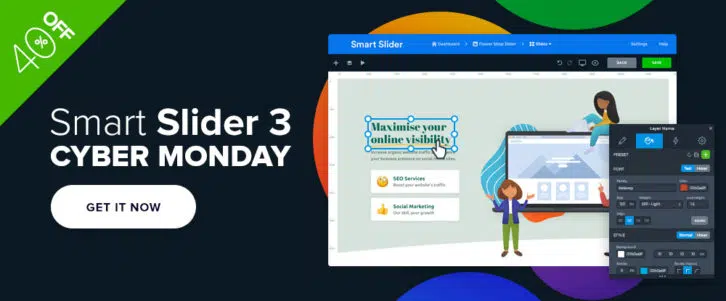 40% OFF
Smart Slider 3
CYBER MONDAY
GET IT NOW
Smart Slider
Dashboard
Slider
Settings
Help
BACK
SAVE
Maximise your
online visibility
SEO Services
Boost your website's traffic
Social Marketing
Our skill, your growth
Layer Name
PRESET
FONT
Text
Hover
STYLE
Normal
Hover
Background